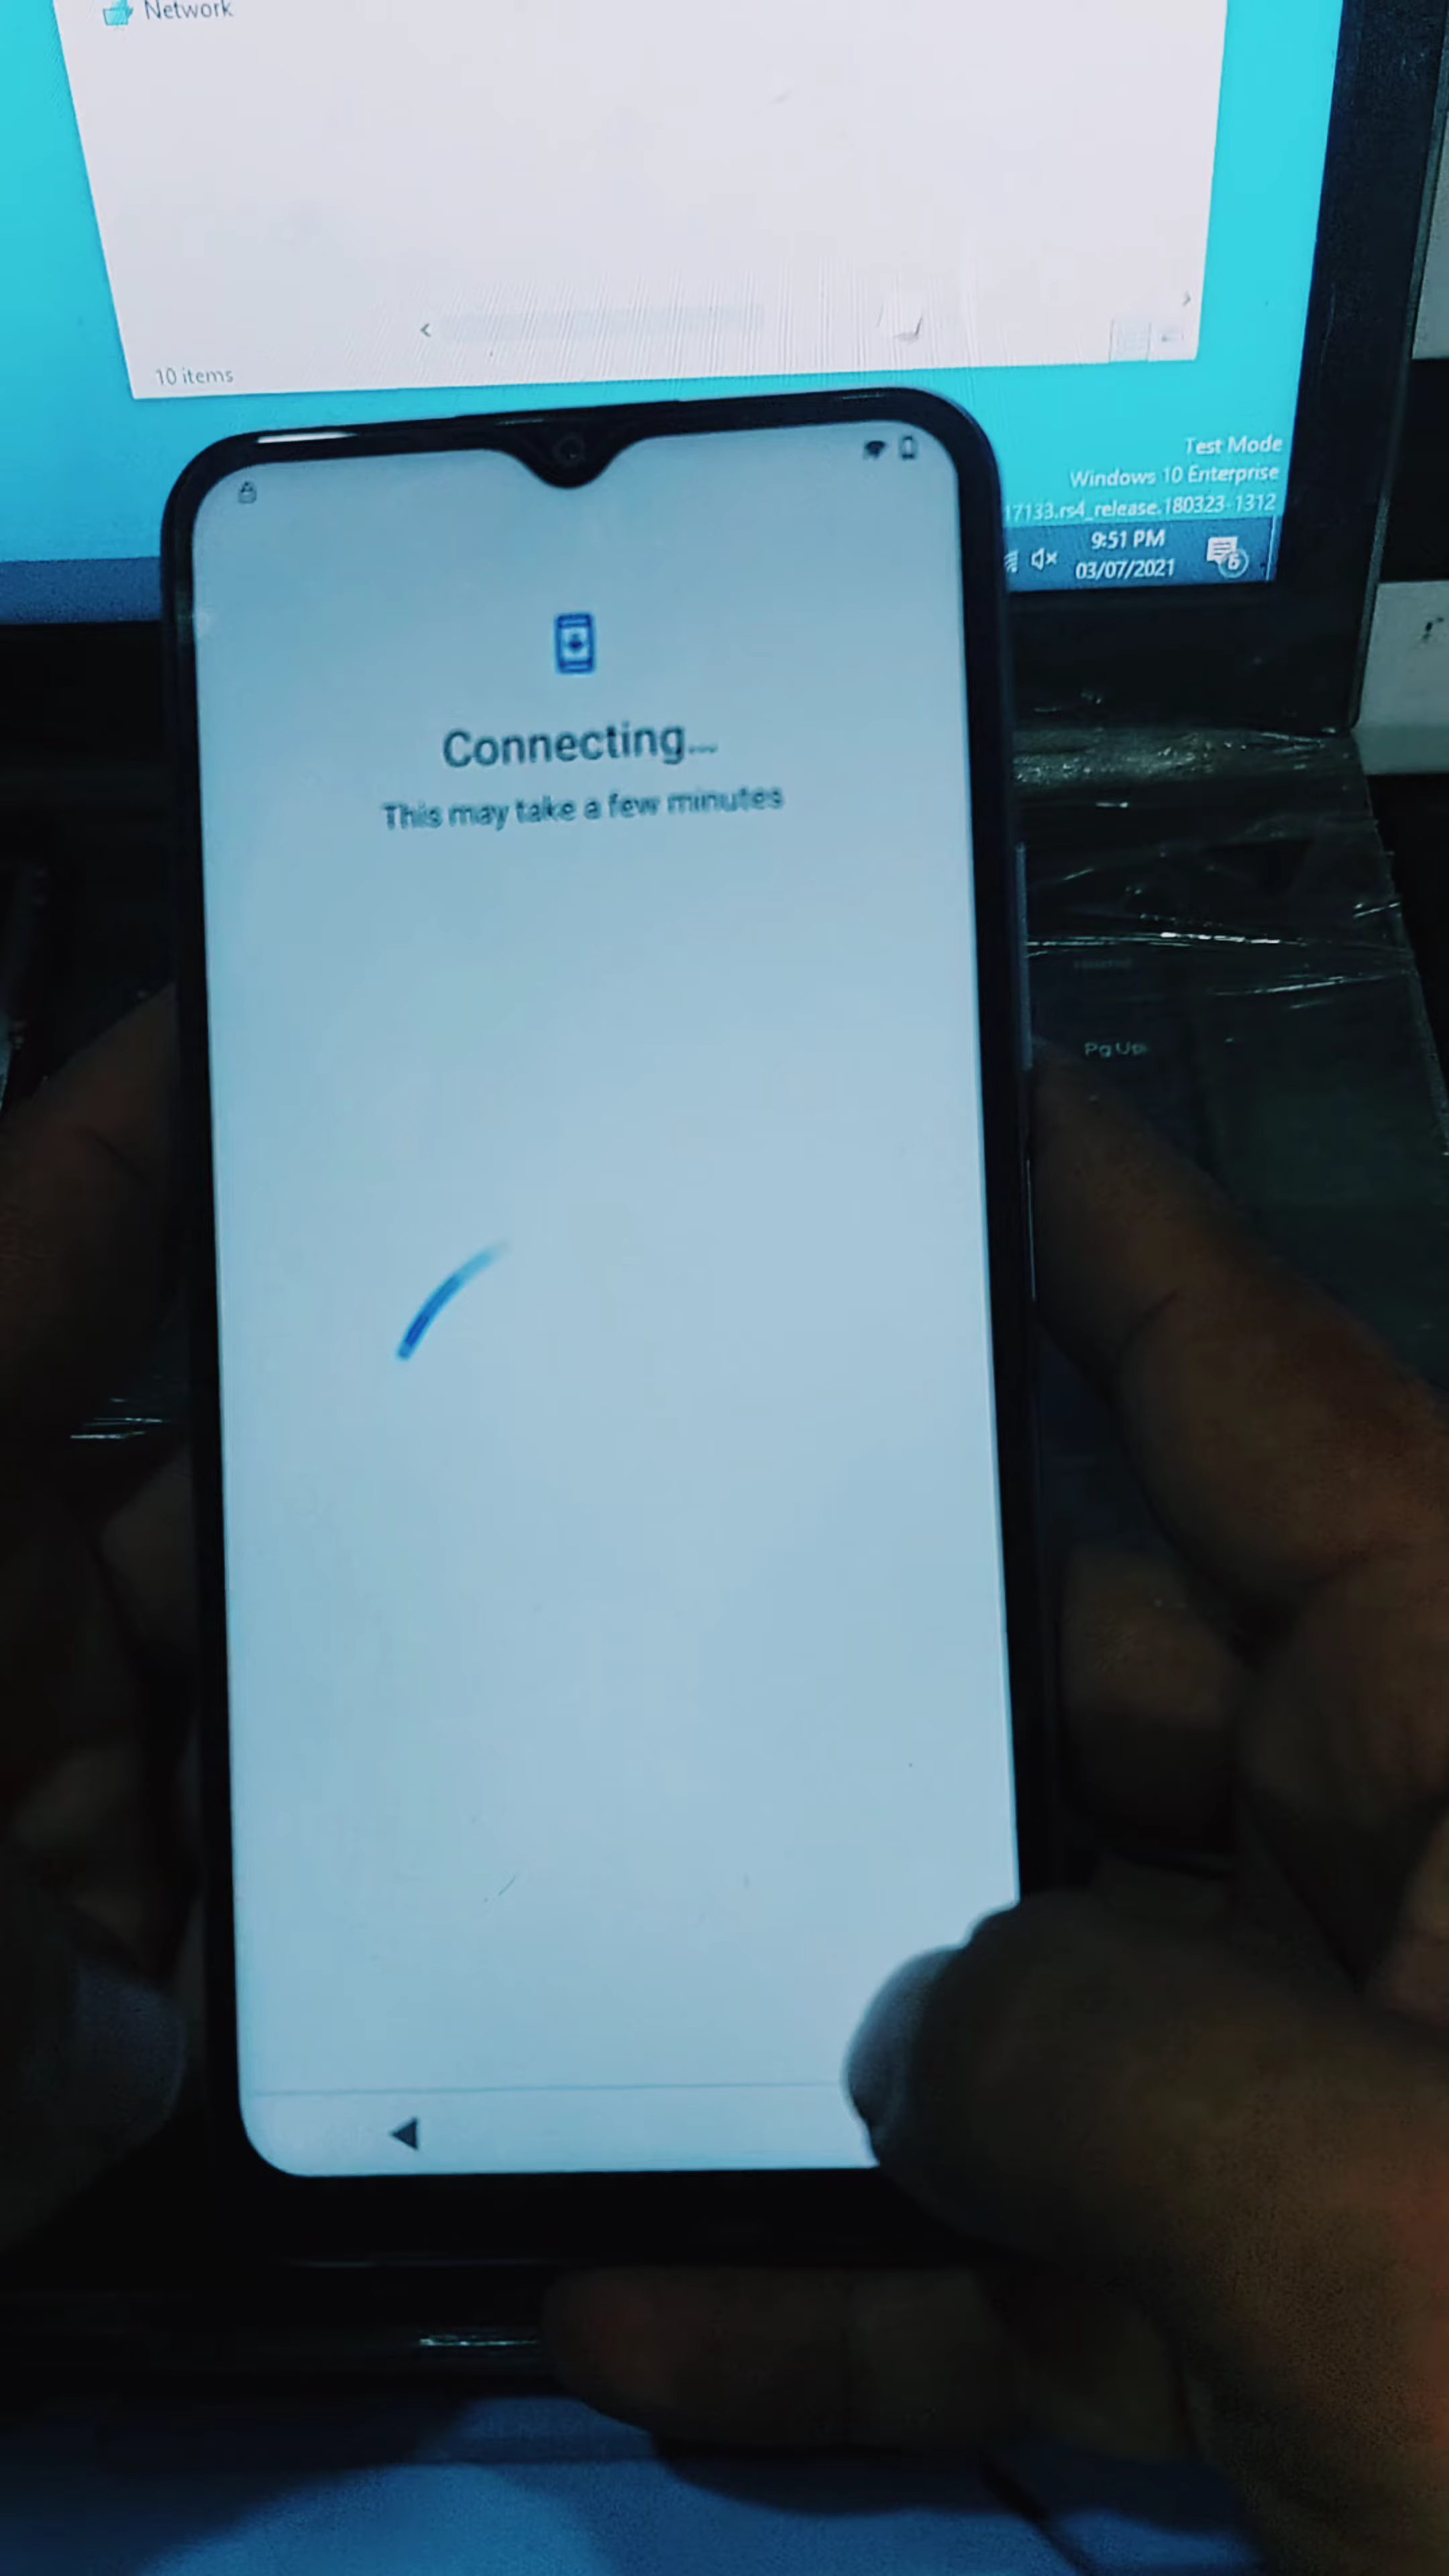 Network
10 items
Test Mode
Windows 10 Enterprise
17133.rs4_release.180323-1312
9:51 PM
03/07/2021
6
Connecting...
This may take a few minutes
Pg Up